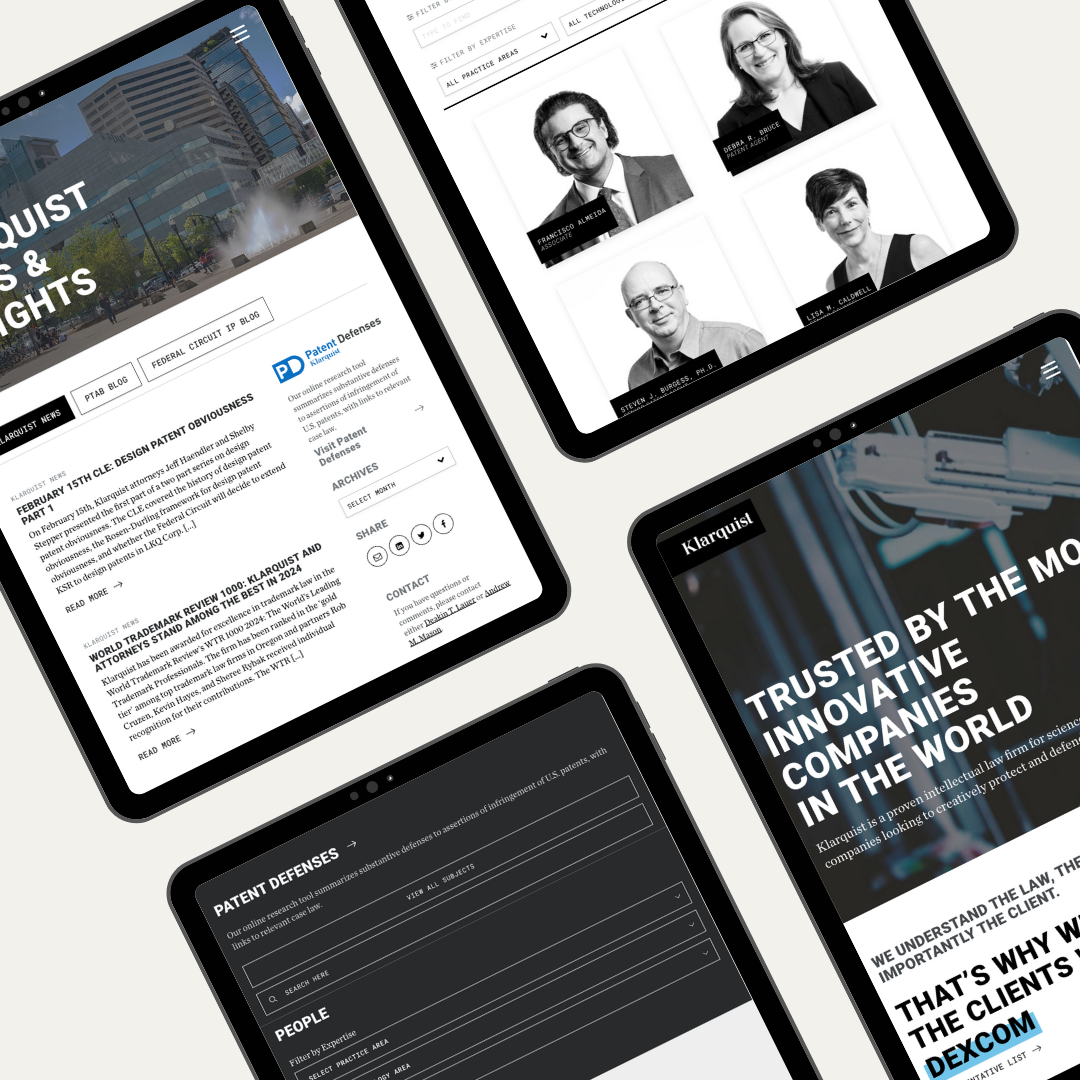 QUIST
S &
IGHTS
KLARQUIST NEWS
PTAB BLOG
FEDERAL CIRCUIT IP BLOG
KLARQUIST NEWS
FEBRUARY 15TH CLE: DESIGN PATENT OBVIOUSNESS
PART 1
On February 15th, Klarquist attorneys Jeff Haendler and Shelby
Stepper presented the first part of a two part series on design
patent obviousness. The CLE covered the history of design patent
obviousness, the Rosen-Durling framework for design patent
obviousness, and whether the Federal Circuit will decide to extend
KSR to design patents in LKQ Corp. [...]
READ MORE →
KLARQUIST NEWS
WORLD TRADEMARK REVIEW 1000: KLARQUIST AND
ATTORNEYS STAND AMONG THE BEST IN 2024
Klarquist has been awarded for excellence in trademark law in the
World Trademark Review's WTR 1000 2024: The World's Leading
Trademark Professionals. The firm has been ranked in the 'gold
tier' among top trademark law firms in Oregon and partners Rob
Cruzen, Kevin Hayes, and Sheree Rybak received individual
recognition for their contributions. The WTR [...]
READ MORE →
PD Patent Defenses
Klarquist
Our online research tool
summarizes substantive defenses
to assertions of infringement of
U.S. patents, with links to relevant
case law.
Visit Patent
Defenses
→
ARCHIVES
SELECT MONTH
SHARE
CONTACT
If you have questions or
comments, please contact
either Deakin T. Lauer or Andrew
M. Mason.
TYPE TO FIND
FILTER BY EXPERTISE
ALL PRACTICE AREAS
FRANCISCO ALMEIDA
ASSOCIATE
DEBRA R. BRUCE
PATENT AGENT
STEVEN J. BURGESS, PH.D.
LISA M. CALDWELL
Klarquist
TRUSTED BY THE MO
INNOVATIVE
COMPANIES
IN THE WORLD
Klarquist is a proven intellectual law firm for
companies looking to creatively protect and
WE UNDERSTAND THE LAW, THE
IMPORTANTLY THE CLIENT.
THAT'S WHY W
THE CLIENTS
DEXCOM
NTATIVE LIST →
PATENT DEFENSES →
Our online research tool summarizes substantive defenses to assertions of infringement of U.S. patents, with
links to relevant case law.
VIEW ALL SUBJECTS
SEARCH HERE
PEOPLE
Filter by Expertise
SELECT PRACTICE AREA
OGY AREA